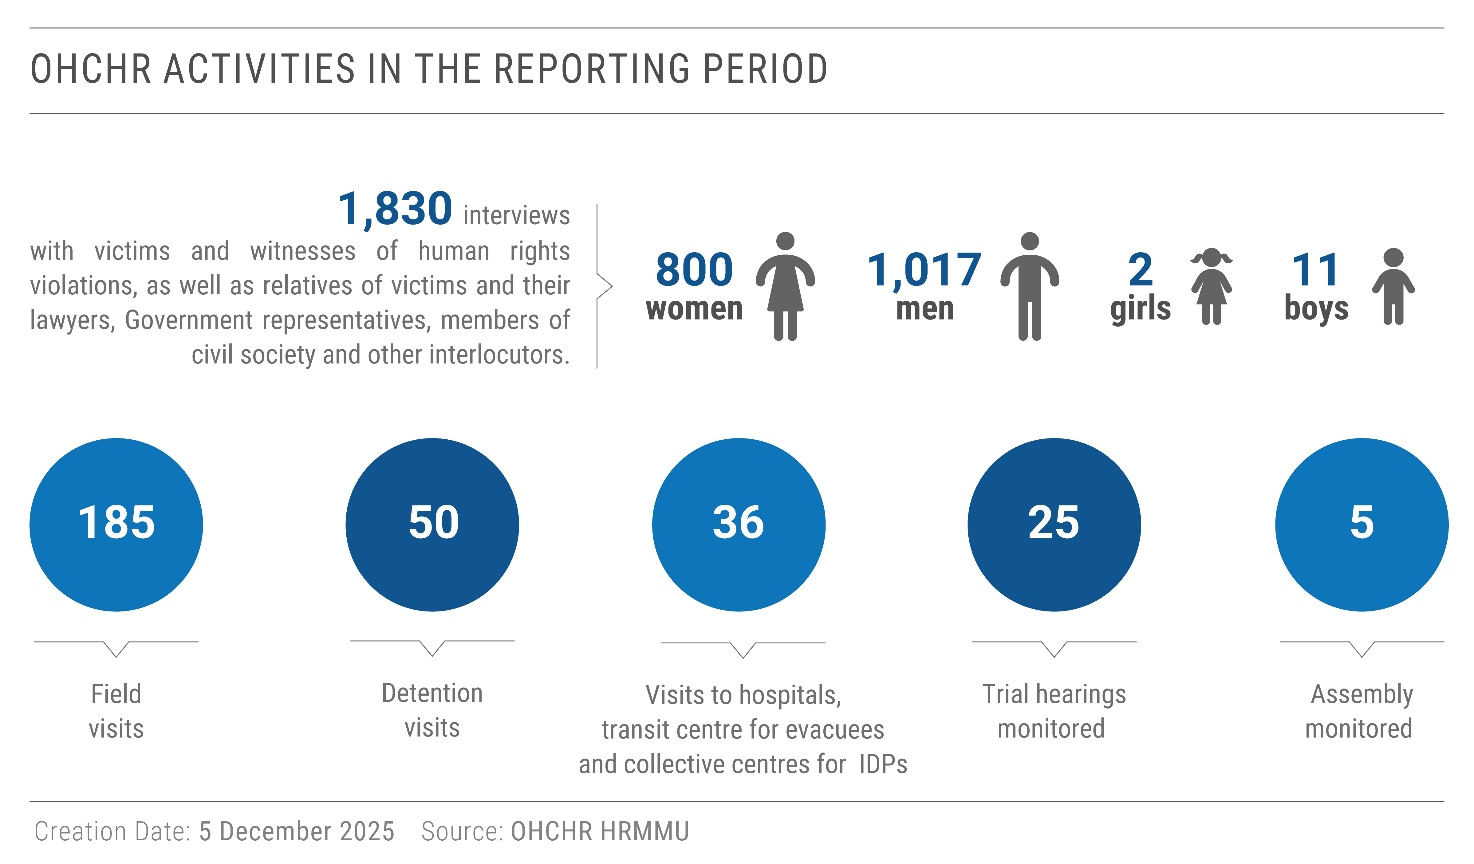 OHCHR ACTIVITIES IN THE REPORTING PERIOD
1,830 interviews
with victims and witnesses of human rights
violations, as well as relatives of victims and their
lawyers, Government representatives, members of
civil society and other interlocutors.
800
women
1,017
men
2
girls
11
boys
185
Field
visits
50
Detention
visits
36
Visits to hospitals,
transit centre for evacuees
and collective centres for IDPs
25
Trial hearings
monitored
5
Assembly
monitored
Creation Date: 5 December 2025 Source: OHCHR HRMMU